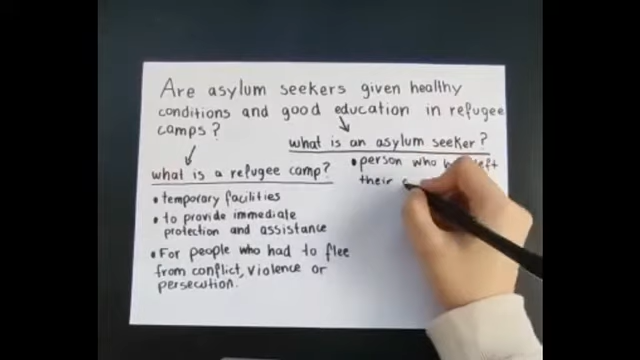 Are asylum seekers given healthy
conditions and good education in refugee
camps?
what is an asylum seeker?
• person who left
their
what is a refugee camp?
• temporary facilities
• to provide immediate
protection and assistance
• For people who had to flee
from conflict, violence or
persecution.